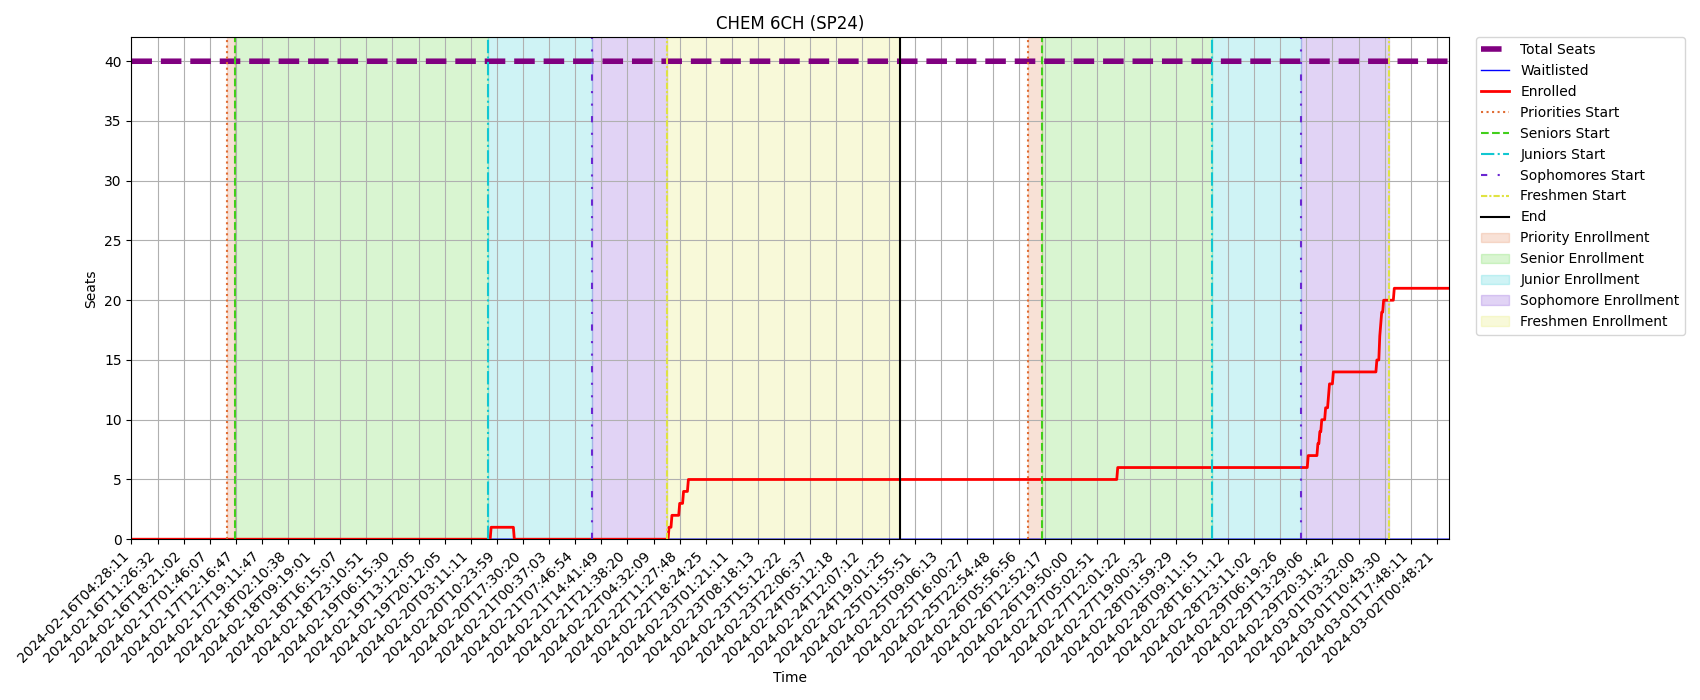 CHEM 6CH (SP24)
Seats
40
35
30
25
20
15
10
5
0
2024-02-16T04:28:11
2024-02-16T11:26:32
2024-02-16T18:21:02
2024-02-17T01:46:07
2024-02-17T12:16:47
2024-02-17T19:11:47
2024-02-18T02:10:38
2024-02-18T09:19:01
2024-02-18T16:15:07
2024-02-18T23:10:51
2024-02-19T06:15:30
2024-02-19T13:12:05
2024-02-19T20:12:05
2024-02-20T03:11:11
2024-02-20T10:23:59
2024-02-20T17:30:20
2024-02-21T00:37:03
2024-02-21T07:46:54
2024-02-21T14:41:49
2024-02-21T21:38:20
2024-02-22T04:32:09
2024-02-22T11:27:48
2024-02-22T18:24:25
2024-02-23T01:21:11
2024-02-23T08:18:13
2024-02-23T15:12:22
2024-02-23T22:06:37
2024-02-24T05:12:18
2024-02-24T12:07:12
2024-02-24T19:01:25
2024-02-25T01:55:51
2024-02-25T09:06:13
2024-02-25T16:00:27
2024-02-25T22:54:48
2024-02-26T05:56:56
2024-02-26T12:52:17
2024-02-26T19:50:00
2024-02-27T05:02:51
2024-02-27T12:01:22
2024-02-27T19:00:32
2024-02-28T01:59:29
2024-02-28T09:11:15
2024-02-28T16:11:12
2024-02-28T23:11:02
2024-02-29T06:19:26
2024-02-29T13:29:06
2024-02-29T20:31:42
2024-03-01T03:32:00
2024-03-01T10:43:30
2024-03-01T17:48:11
2024-03-02T00:48:21
Time
Total Seats
Waitlisted
Enrolled
Priorities Start
Seniors Start
Juniors Start
Sophomores Start
Freshmen Start
End
Priority Enrollment
Senior Enrollment
Junior Enrollment
Sophomore Enrollment
Freshmen Enrollment